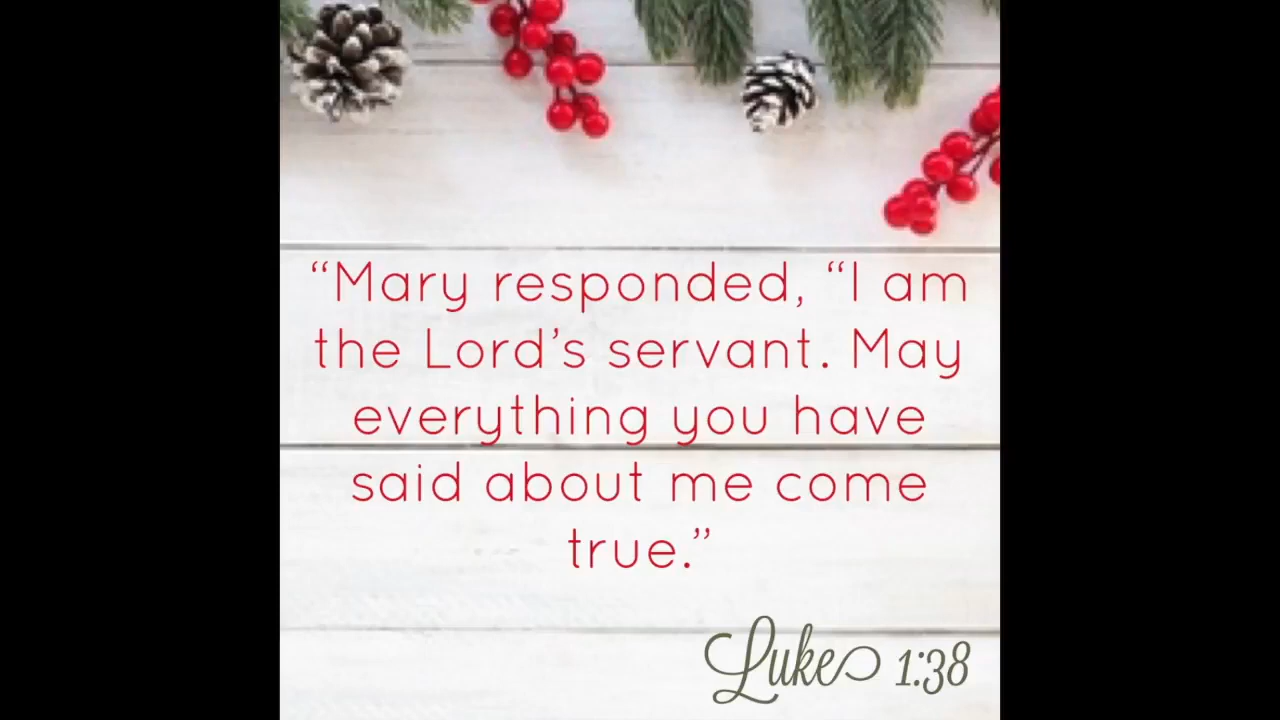 “Mary responded, “I am
the Lord’s servant. May
everything you have
said about me come
true.”
Luke 1:38